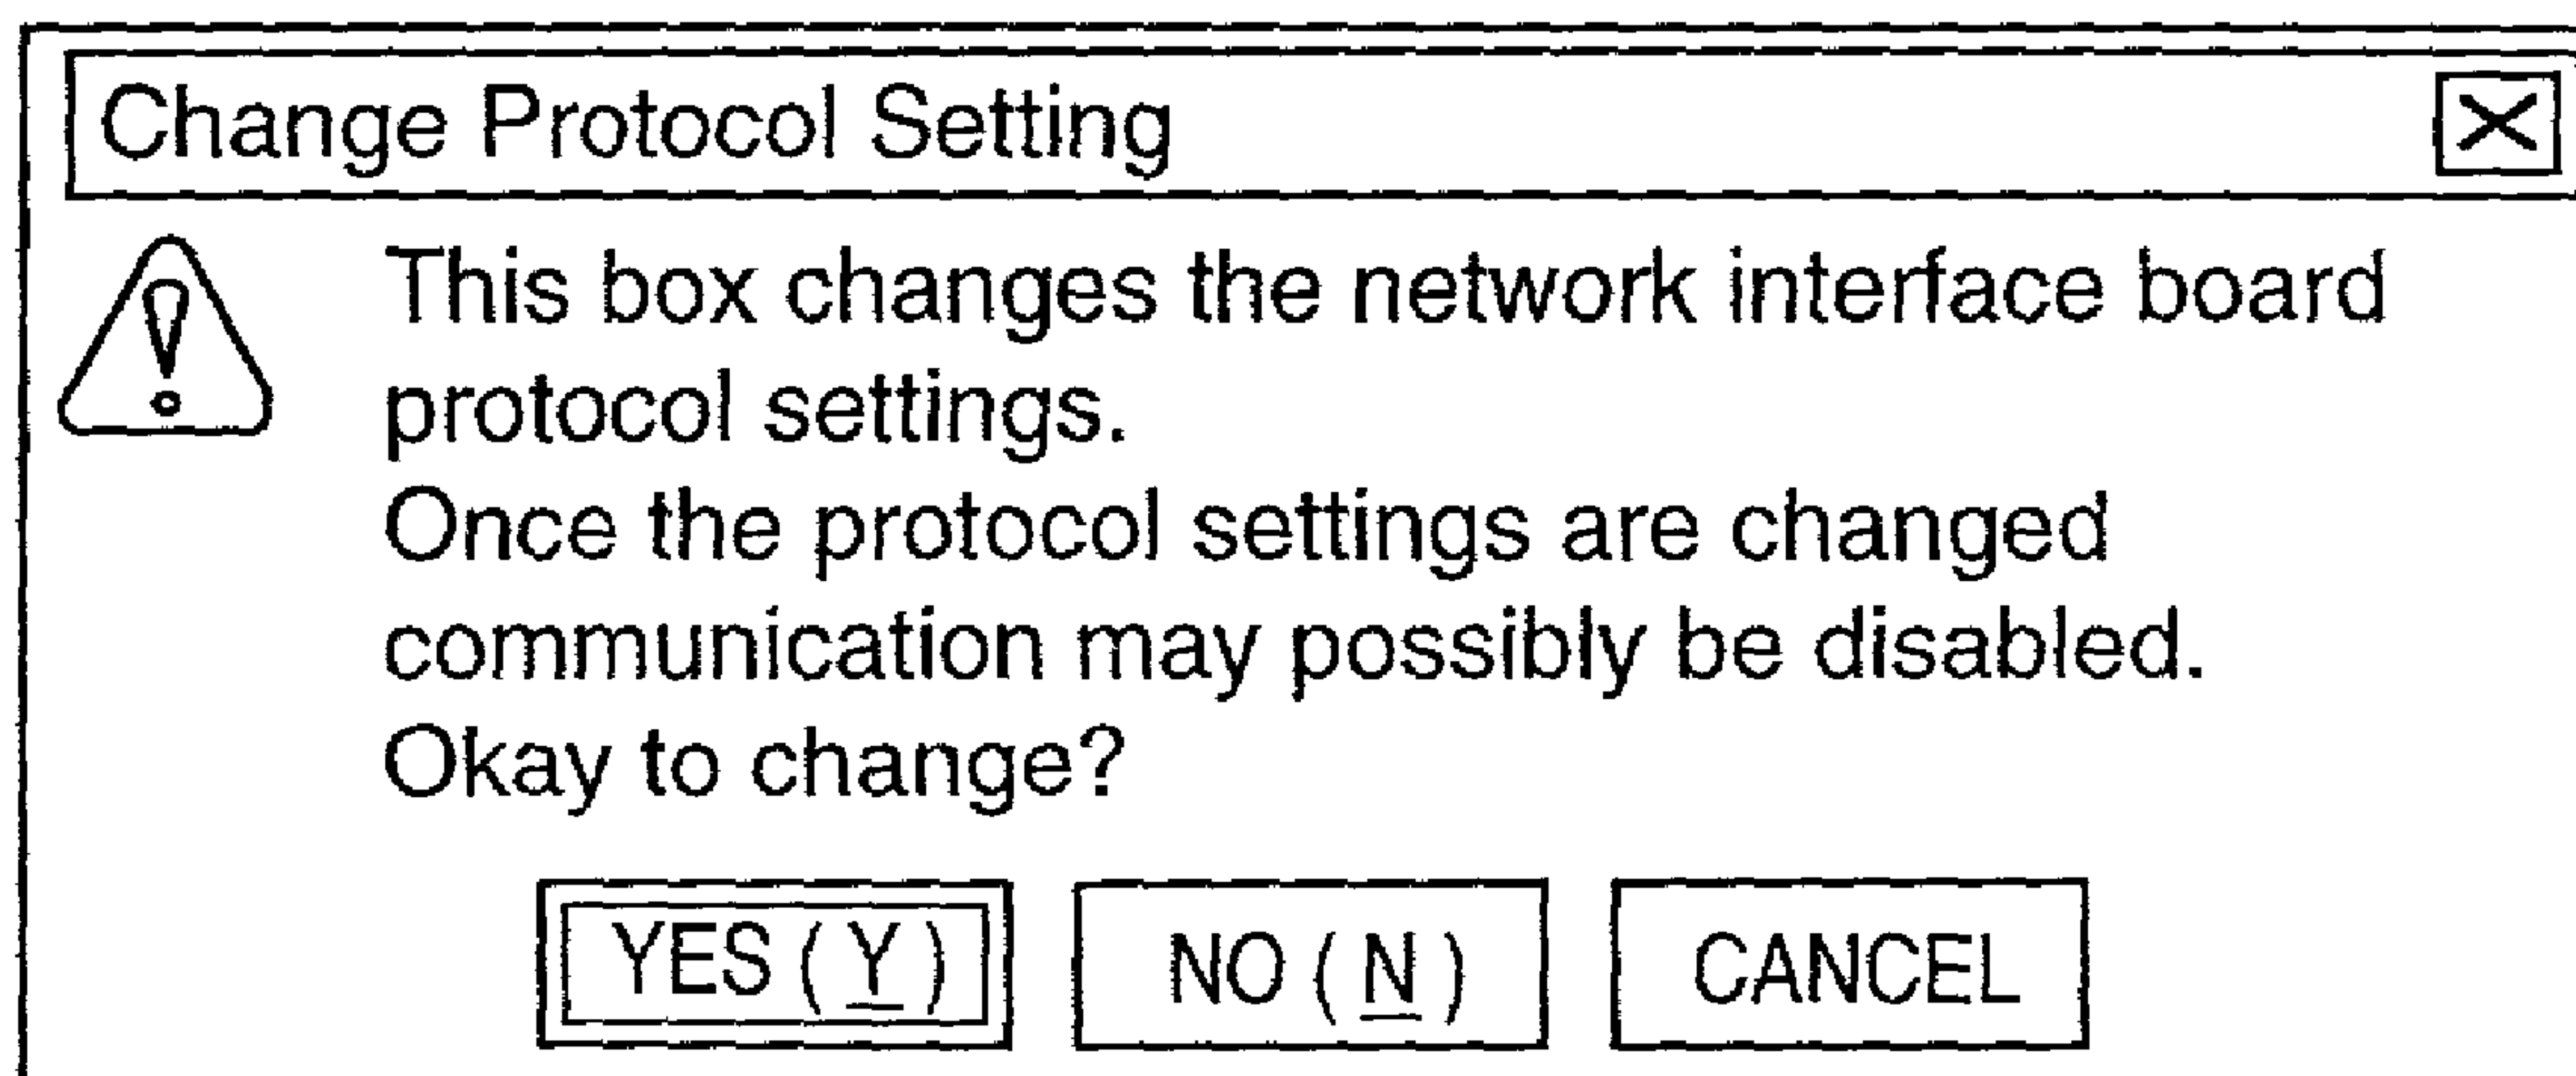 Change Protocol Setting
This box changes the network interface board
protocol settings.
Once the protocol settings are changed
communication may possibly be disabled.
Okay to change?
YES ( Y ) NO ( N ) CANCEL